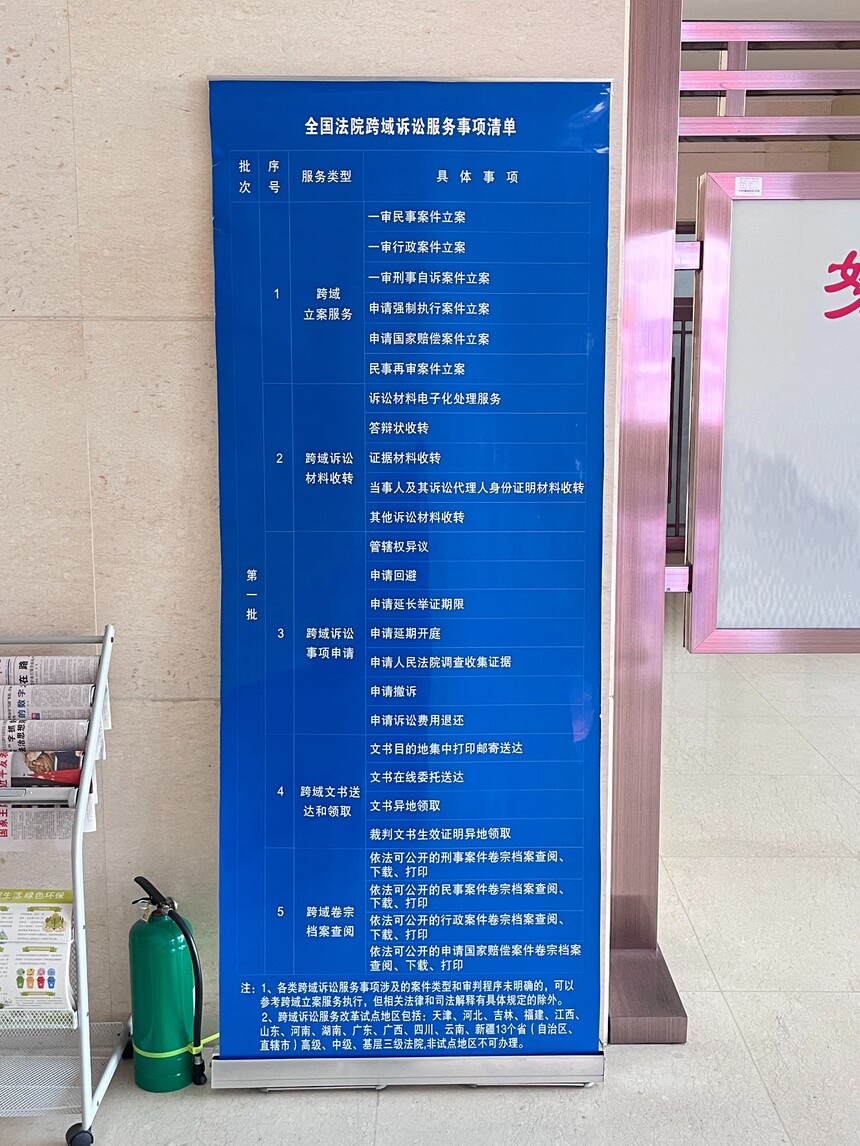 全国法院跨域诉讼服务事项清单
批次
序号
服务类型
具体事项
第一批
1
跨域
立案服务
一审民事案件立案
一审行政案件立案
一审刑事自诉案件立案
申请强制执行案件立案
申请国家赔偿案件立案
民事再审案件立案
2
跨域诉讼
材料收转
诉讼材料电子化处理服务
答辩状收转
证据材料收转
当事人及其诉讼代理人身份证明材料收转
其他诉讼材料收转
3
跨域诉讼
事项申请
管辖权异议
申请回避
申请延长举证期限
申请延期开庭
申请人民法院调查收集证据
申请撤诉
申请诉讼费用退还
4
跨域文书送
达和领取
文书目的地集中打印邮寄送达
文书在线委托送达
文书异地领取
裁判文书生效证明异地领取
5
跨域卷宗
档案查阅
依法可公开的刑事案件卷宗档案查阅、
下载、打印
依法可公开的民事案件卷宗档案查阅、
下载、打印
依法可公开的行政案件卷宗档案查阅、
下载、打印
依法可公开的申请国家赔偿案件卷宗档案
查阅、下载、打印
注：1、各类跨域诉讼服务事项涉及的案件类型和审判程序未明确的，可以
参考跨域立案服务执行，但相关法律和司法解释有具体规定的除外。
2、跨域诉讼服务改革试点地区包括：天津、河北、吉林、福建、江西、
山东、河南、湖南、广东、广西、四川、云南、新疆13个省（自治区、
直辖市）高级、中级、基层三级法院,非试点地区不可办理。
生活绿色环保